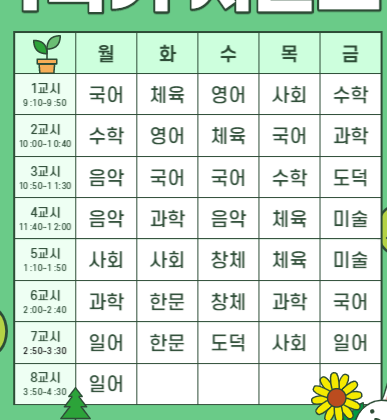 월 화 수 목 금
1교시 국어 체육 영어 사회 수학
9:10-9:50
2교시 수학 영어 체육 국어 과학
10:00-10:40
3교시 음악 국어 국어 수학 도덕
10:50-11:30
4교시 음악 과학 음악 체육 미술
11:40-12:00
5교시 사회 사회 창체 체육 미술
1:10-1:50
6교시 과학 한문 창체 과학 국어
2:00-2:40
7교시 일어 한문 도덕 사회 일어
2:50-3:30
8교시 일어
3:50-4:30